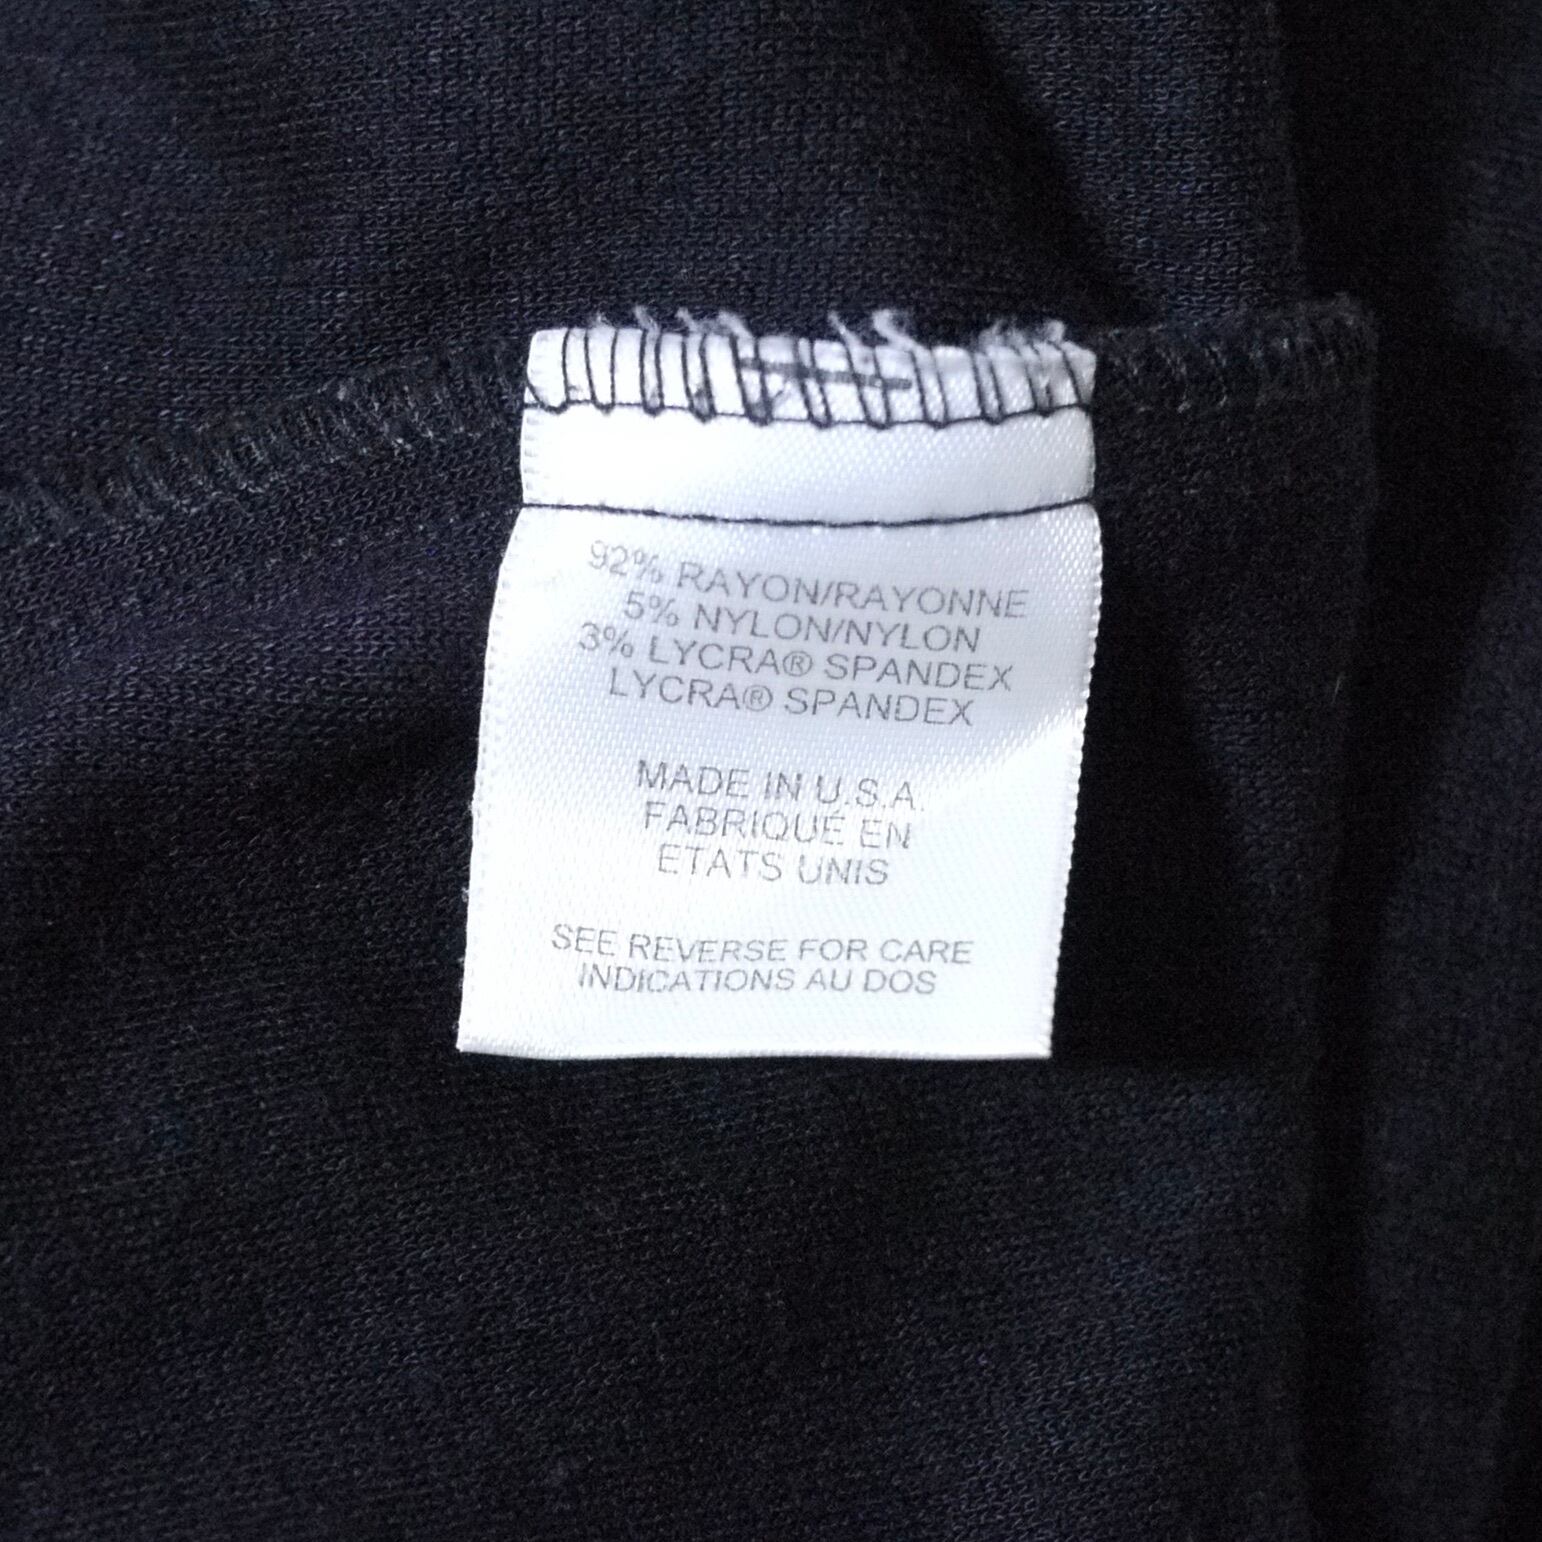 92% RAYON/RAYONNE
5% NYLON/NYLON
3% LYCRA® SPANDEX
LYCRA® SPANDEX
MADE IN U.S.A.
FABRIQUÉ EN
ETATS UNIS
SEE REVERSE FOR CARE
INDICATIONS AU DOS